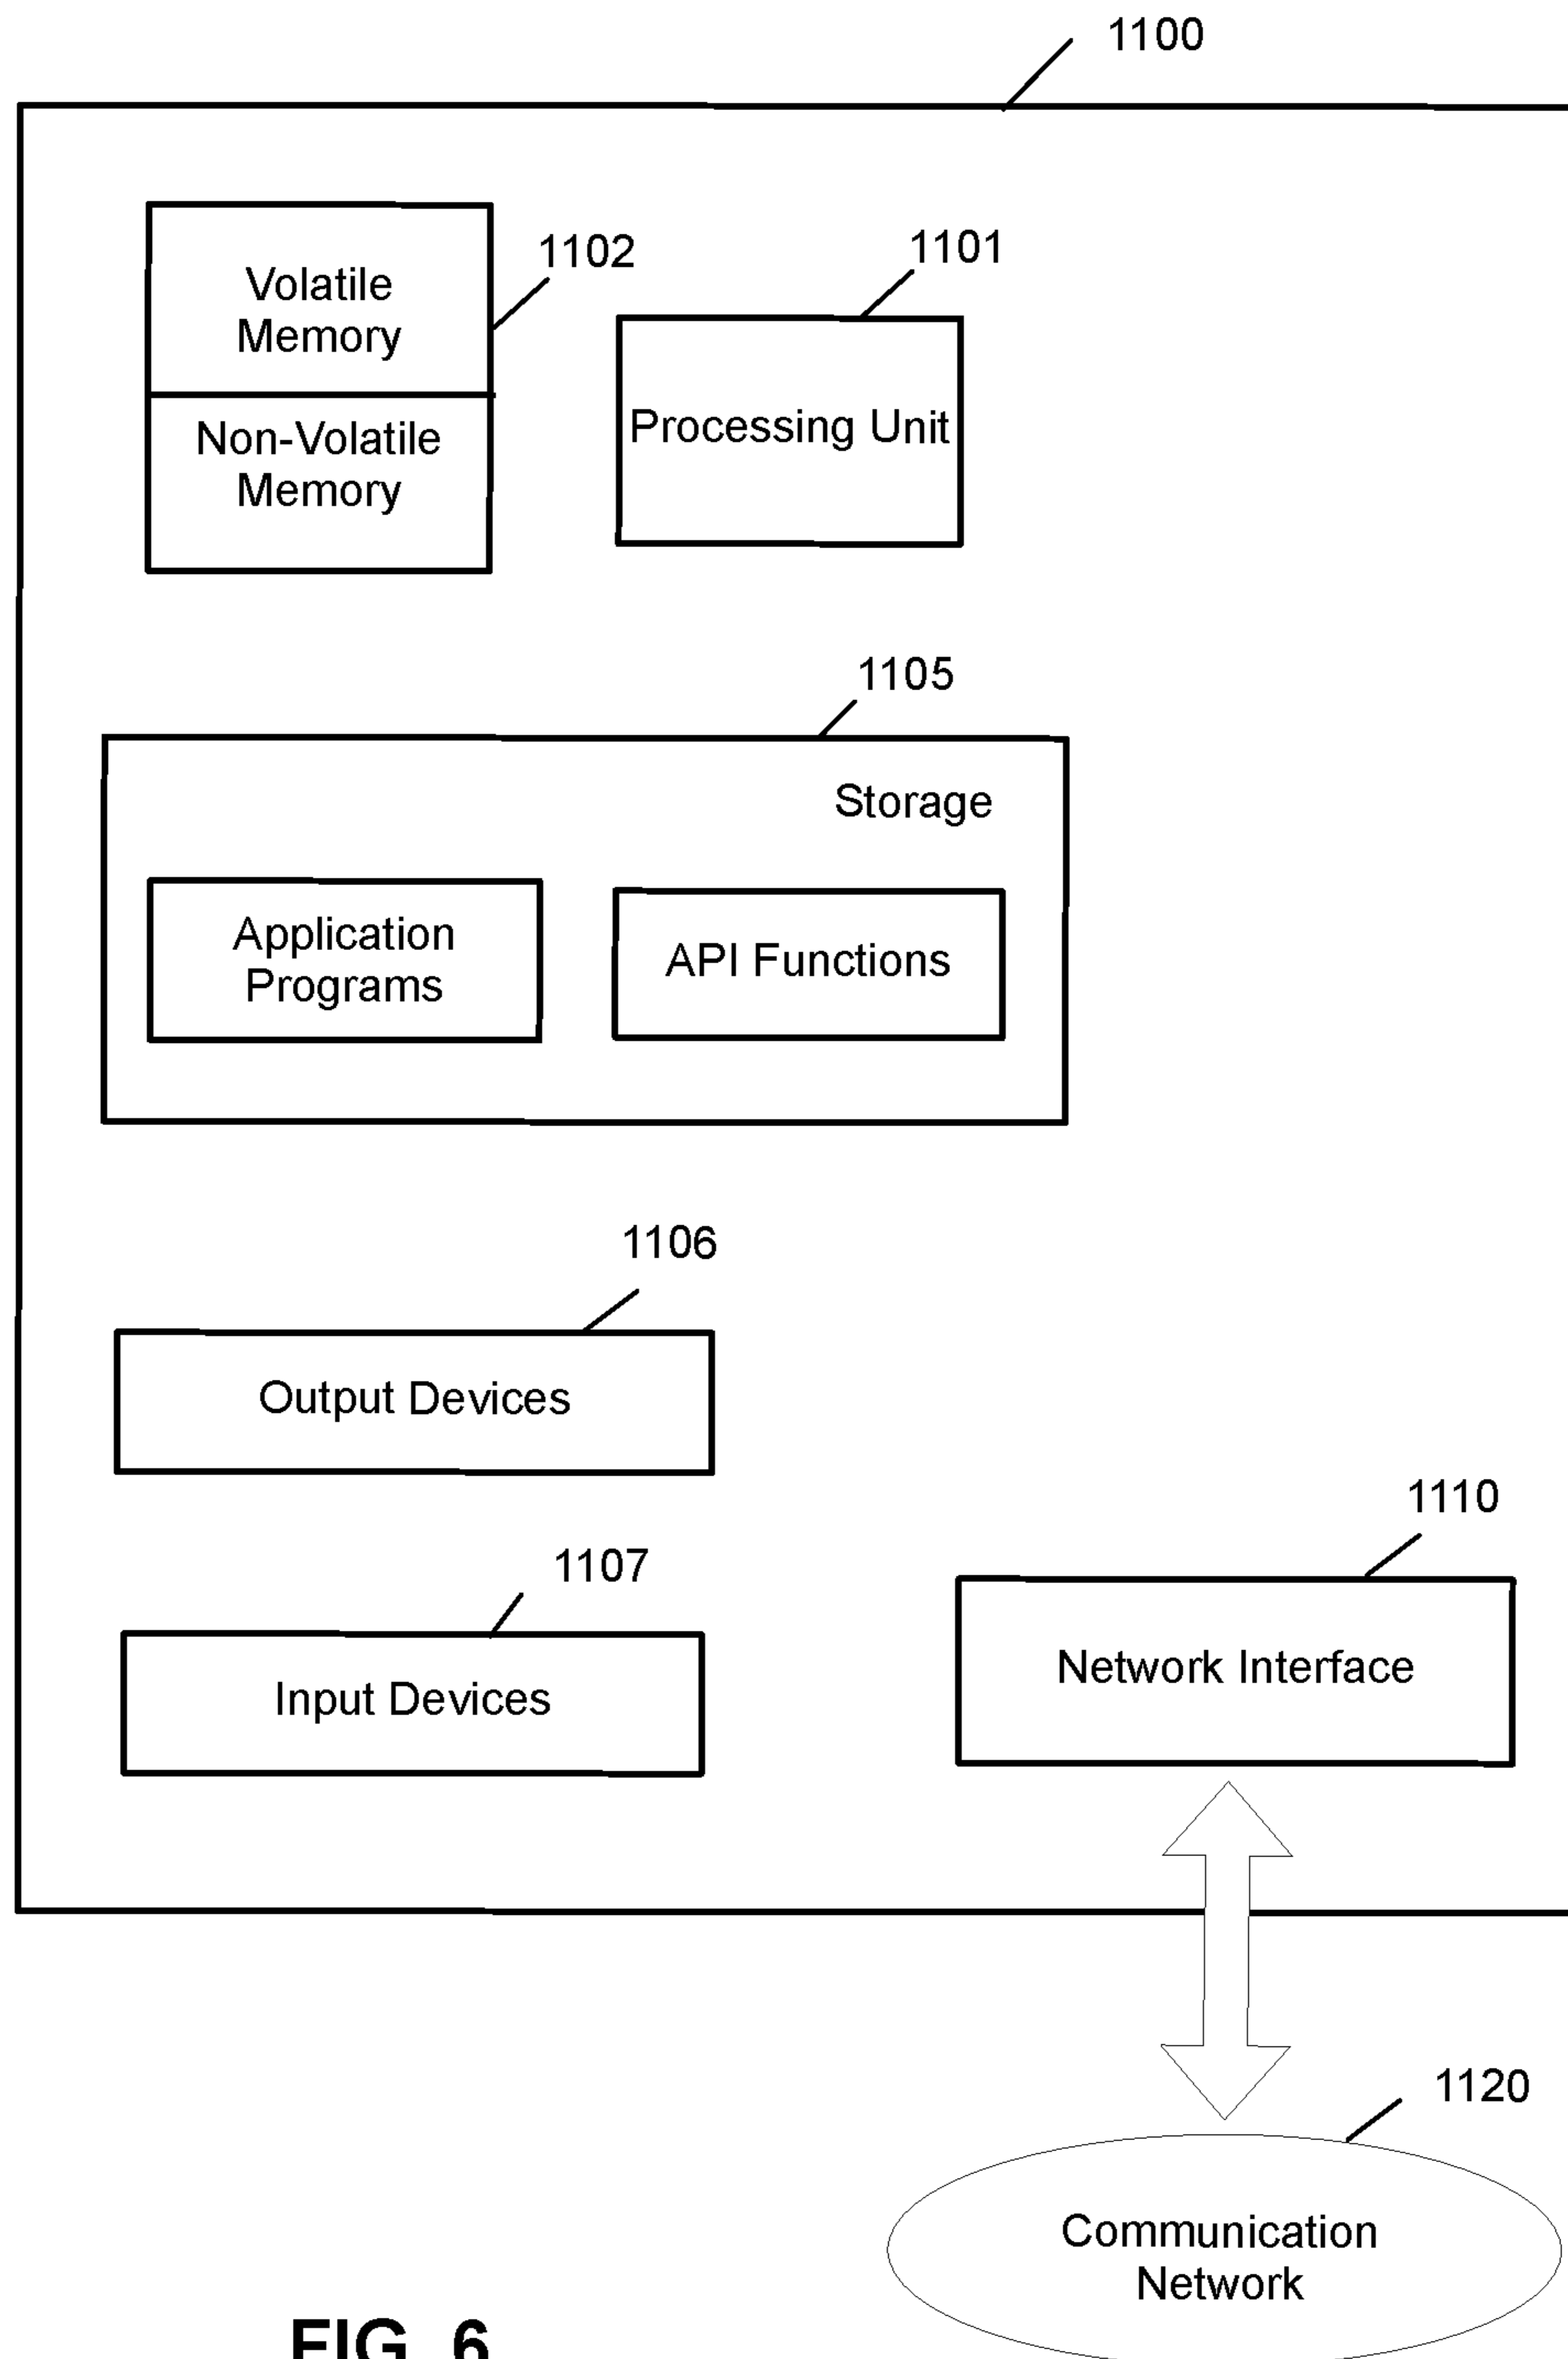 1100
1102
1101
Volatile
Memory
Non-Volatile
Memory
Processing Unit
1105
Storage
Application
Programs
API Functions
1106
Output Devices
1110
1107
Network Interface
Input Devices
1120
Communication
Network
FIG. 6